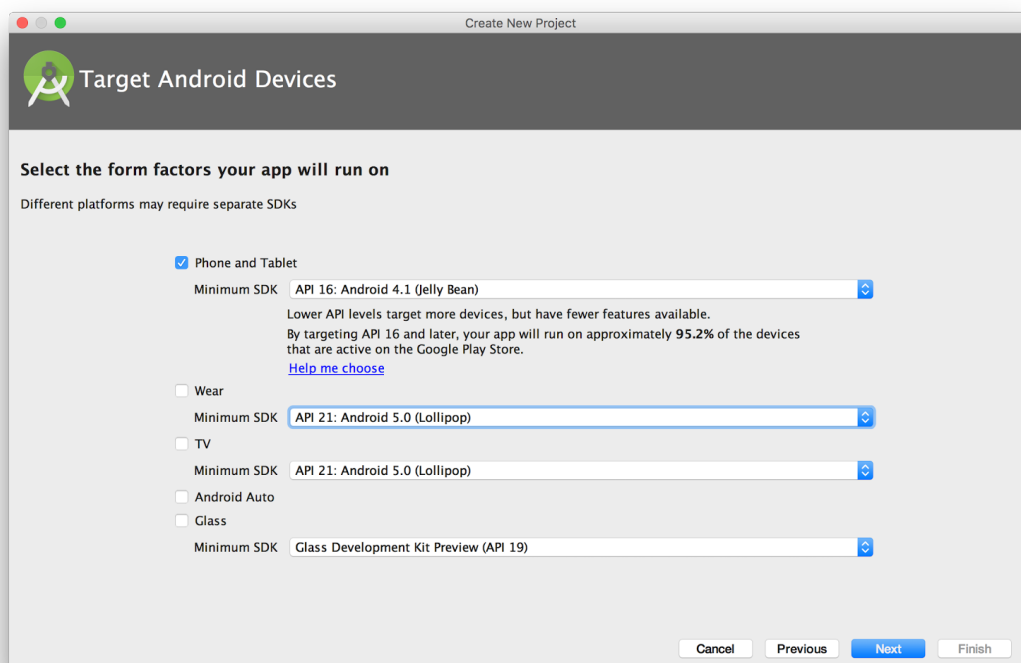 Create New Project
Target Android Devices
Select the form factors your app will run on
Different platforms may require separate SDKs
Phone and Tablet
Minimum SDK API 16: Android 4.1 (Jelly Bean)
Lower API levels target more devices, but have fewer features available.
By targeting API 16 and later, your app will run on approximately 95.2% of the devices
that are active on the Google Play Store.
Help me choose
Wear
Minimum SDK API 21: Android 5.0 (Lollipop)
TV
Minimum SDK API 21: Android 5.0 (Lollipop)
Android Auto
Glass
Minimum SDK Glass Development Kit Preview (API 19)
Cancel Previous Next Finish